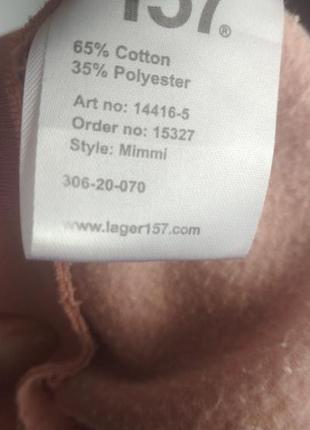 157®
65% Cotton
35% Polyester
Art no: 14416-5
Order no: 15327
Style: Mimmi
306-20-070
www.lager157.com